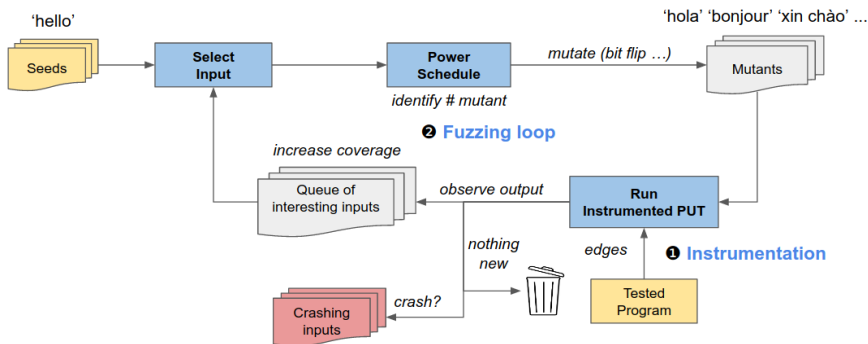 ‘hello’
‘hola’ ‘bonjour’ ‘xin chào’ ...
Seeds
Select
Input
Power
Schedule
mutate (bit flip …)
Mutants
identify # mutant
❷ Fuzzing loop
increase coverage
Queue of
interesting inputs
observe output
Run
Instrumented PUT
nothing
new
edges
❶ Instrumentation
crash?
Crashing
inputs
Tested
Program